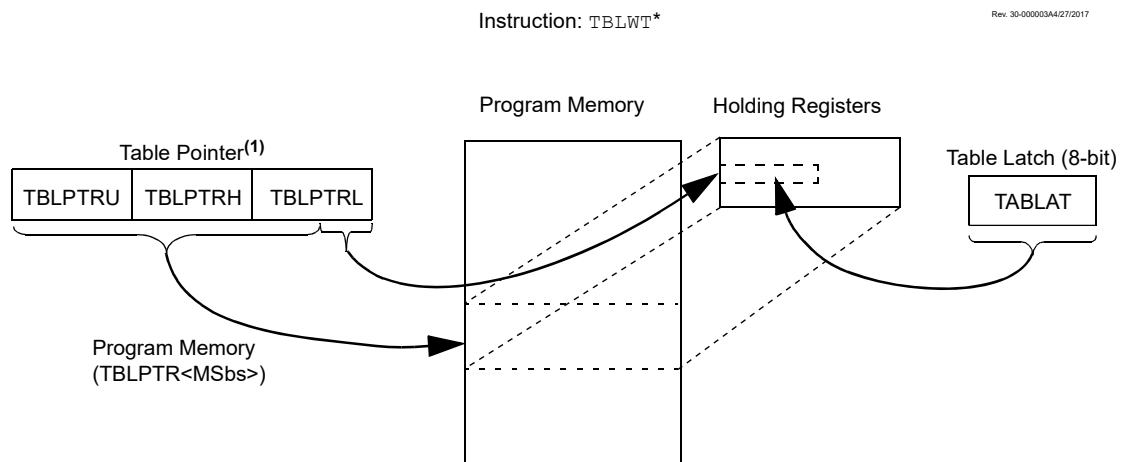 Instruction: TBLWT*
Rev. 30-000003A4/27/2017
Program Memory
Holding Registers
Table Pointer(1)
Table Latch (8-bit)
TBLPTRU
TBLPTRH
TBLPTRL
TABLAT
Program Memory
(TBLPTR<MSbs>)